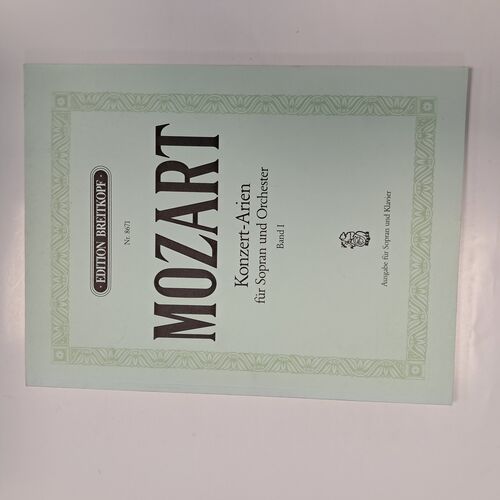 · EDITION BREITKOPF ·
Nr. 8671
MOZART
Konzert-Arien
für Sopran und Orchester
Band I
Ausgabe für Sopran und Klavier